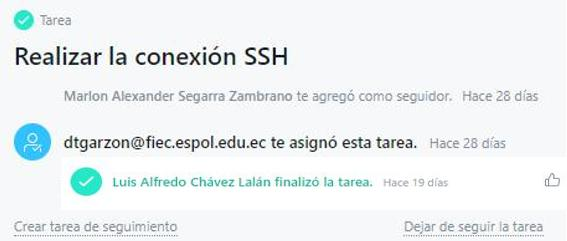 Tarea
Realizar la conexión SSH
Marlon Alexander Segarra Zambrano te agregó como seguidor. Hace 28 días
dtgarzon@fiec.espol.edu.ec te asignó esta tarea. Hace 28 días
Luis Alfredo Chávez Lalán finalizó la tarea. Hace 19 días
Crear tarea de seguimiento Dejar de seguir la tarea